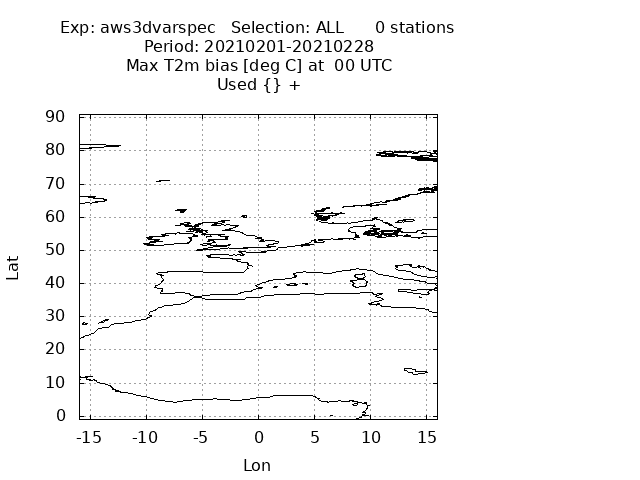 Exp: aws3dvarspec   Selection: ALL      0 stations
Period: 20210201-20210228
Max T2m bias [deg C] at  00 UTC
Used {} +
90
80
70
60
50
40
30
20
10
0
Lat
-15 -10 -5 0 5 10 15
Lon